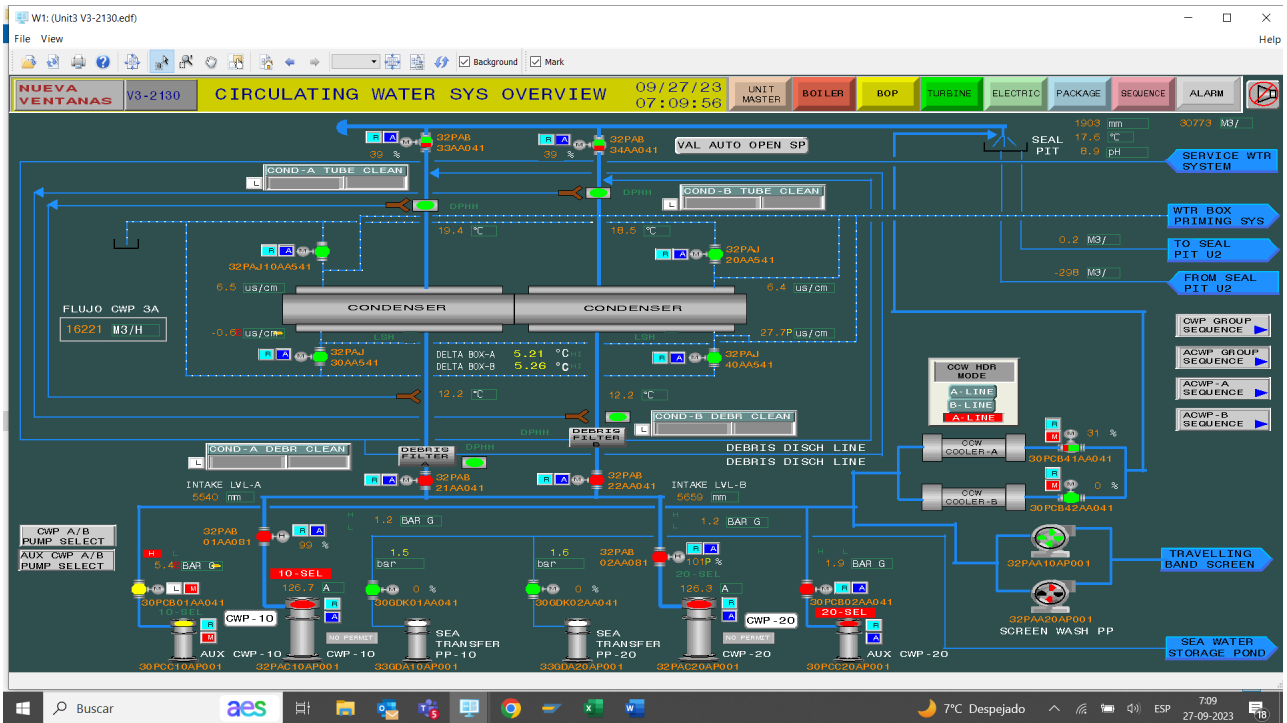 W1: (Unit3 V3-2130.edf)
File View
Help
Background
Mark
NUEVA
VENTANAS
V3-2130
CIRCULATING WATER SYS OVERVIEW
09/27/23
07:09:56
UNIT
MASTER
BOILER
BOP
TURBINE
ELECTRIC
PACKAGE
SEQUENCE
ALARM
R A
32PAB
33AA041
39 %
R A
32PAB
34AA041
39 %
VAL AUTO OPEN SP
SEAL
PIT
1903 mm
30773 M3/
17.6 °C
8.9 pH
SERVICE WTR
SYSTEM
COND-A TUBE CLEAN
L
DPHH
COND-B TUBE CLEAN
L
DPHH
WTR BOX
PRIMING SYS
19.4 °C
18.5 °C
0.2 M3/
TO SEAL
PIT U2
R A
32PAJ10AA541
R A
32PAJ
20AA541
-298 M3/
FROM SEAL
PIT U2
6.5 us/cm
6.4 us/cm
CONDENSER
CONDENSER
FLUJO CWP 3A
16221 M3/H
us/cm
27.7P us/cm
LSH
LSH
R A
32PAJ
30AA541
DELTA BOX-A 5.21 °C HI
DELTA BOX-B 5.26 °C HI
R A
32PAJ
40AA541
CWP GROUP
SEQUENCE
ACWP GROUP
SEQUENCE
ACWP-A
SEQUENCE
ACWP-B
SEQUENCE
CCW HDR
MODE
A-LINE
B-LINE
A-LINE
12.2 °C
12.2 °C
COND-B DEBR CLEAN
L
DPHH
DEBRIS
FILTER
COND-A DEBR CLEAN
L
DEBRIS
FILTER
DPHH
DEBRIS DISCH LINE
DEBRIS DISCH LINE
CCW
COOLER-A
R
M
31 %
30PCB41AA041
CCW
COOLER-B
R
M
0 %
30PCB42AA041
R A
32PAB
21AA041
R A
32PAB
22AA041
INTAKE LVL-A
5540 mm
INTAKE LVL-B
5659 mm
H
L
1.2 BAR G
H
L
1.2 BAR G
CWP A/B
PUMP SELECT
AUX CWP A/B
PUMP SELECT
32PAB
01AA081
R A
99 %
32PAB
02AA081
R A
101P %
1.5
bar
1.6
bar
H L
BAR G
H L
1.9 BAR G
10-SEL
126.7 A
20-SEL
126.3 A
L M
30PCB01AA041
10-SEL
0 %
30GDK01AA041
0 %
30GDK02AA041
R A
30PCB02AA041
20-SEL
R
M
CWP-10
R
A
NO PERMIT
SEA
TRANSFER
PP-10
SEA
TRANSFER
PP-20
R
A
CWP-20
NO PERMIT
R
A
AUX CWP-10
30PCC10AP001
CWP-10
32PAC10AP001
33GDA10AP001
33GDA20AP001
CWP-20
32PAC20AP001
AUX CWP-20
30PCC20AP001
32PAA10AP001
32PAA20AP001
SCREEN WASH PP
TRAVELLING
BAND SCREEN
SEA WATER
STORAGE POND
Buscar
aes
7°C Despejado
ESP
7:09
27-09-2023
18